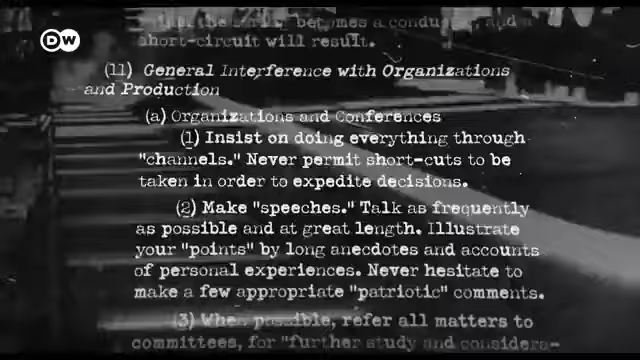 DW
becomes a conductor, and a
short-circuit will result.
(11) General Interference with Organizations
and Production
(a) Organizations and Conferences
(1) Insist on doing everything through
"channels." Never permit short-cuts to be
taken in order to expedite decisions.
(2) Make "speeches." Talk as frequently
as possible and at great length. Illustrate
your "points" by long anecdotes and accounts
of personal experiences. Never hesitate to
make a few appropriate "patriotic" comments.
(3) When possible, refer all matters to
committees, for "further study and considera-